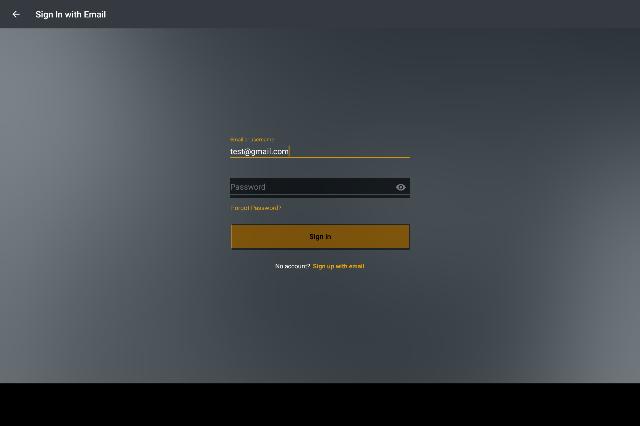 Sign In with Email
Email or username
test@gmail.com
Password
Forgot Password?
Sign In
No account? Sign up with email